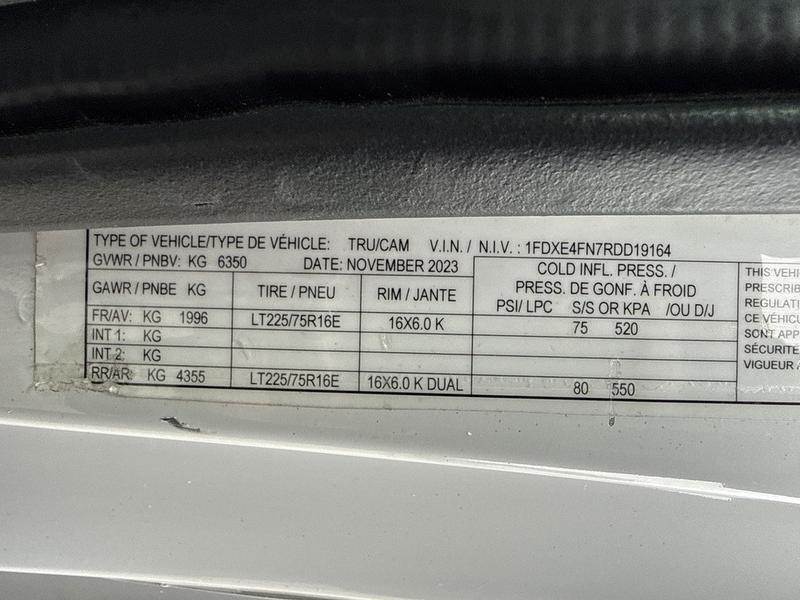 TYPE OF VEHICLE/TYPE DE VÉHICLE: TRU/CAM V.I.N. / N.I.V. : 1FDXE4FN7RDD19164
GVWR / PNBV: KG 6350 DATE: NOVEMBER 2023
COLD INFL. PRESS. /
PRESS. DE GONF. À FROID
PSI/ LPC S/S OR KPA /OU D/J
GAWR / PNBE KG TIRE / PNEU RIM / JANTE
FR/AV: KG 1996 LT225/75R16E 16X6.0 K 75 520
INT 1: KG
INT 2: KG
RR/AR: KG 4355 LT225/75R16E 16X6.0 K DUAL 80 550
THIS VEHI
PRESCRIB
REGULATI
CE VÉHICU
SONT APP
SÉCURITÉ
VIGUEUR